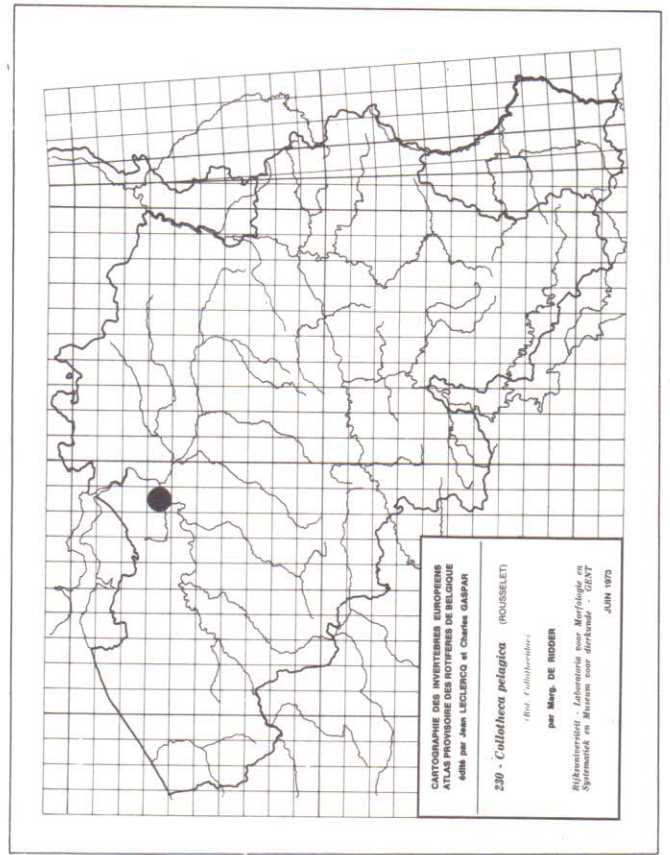 CARTOGRAPHIE DES INVERTEBRES EUROPEENS
ATLAS PROVISOIRE DES ROTIFERES DE BELGIQUE
édité par Jean LECLERCQ et Charles GASPAR
230 - Collotheca pelagica (ROUSSELET)
(Rot. Collothecidae)
par Marg. DE RIDDER
Rijksuniversiteit - Laboratoria voor Morfologie en
Systematiek en Museum voor dierkunde - GENT
JUIN 1973